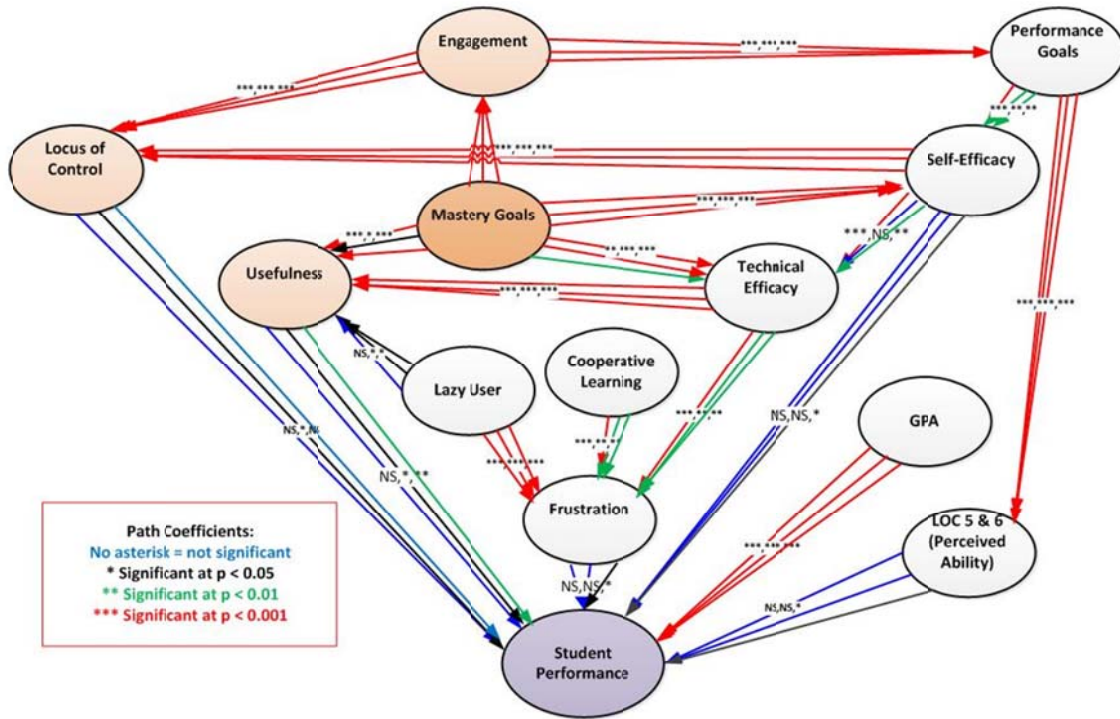 Engagement
Performance
Goals
***,***,***
***,***,***
***,**,**
Locus of
Control
***,***,***
Self-Efficacy
Mastery Goals
***,***,***
***,*,***
***,NS,**
**,***,***
Usefulness
Technical
Efficacy
***,***,***
***,***,***
NS,*,*
Cooperative
Learning
Lazy User
GPA
NS,NS,*
***,**,**
***,**,**
NS,*,NS
NS,*,**
***,***,***
Frustration
LOC 5 & 6
(Perceived
Ability)
***,***,***
Path Coefficients:
No asterisk = not significant
* Significant at p < 0.05
** Significant at p < 0.01
*** Significant at p < 0.001
NS,NS,*
NS,NS,*
Student
Performance